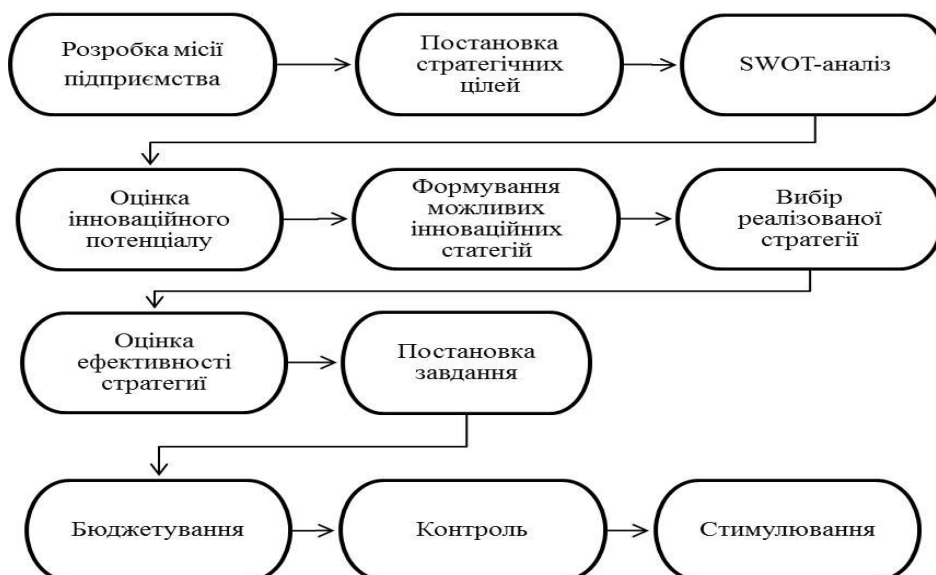 Розробка місії
підприємства
Постановка
стратегічних
цілей
SWOT-аналіз
Оцінка
інноваційного
потенціалу
Формування
можливих
інноваційних
статегій
Вибір
реалізованої
стратегії
Оцінка
ефективності
стратегиї
Постановка
завдання
Бюджетування
Контроль
Стимулювання